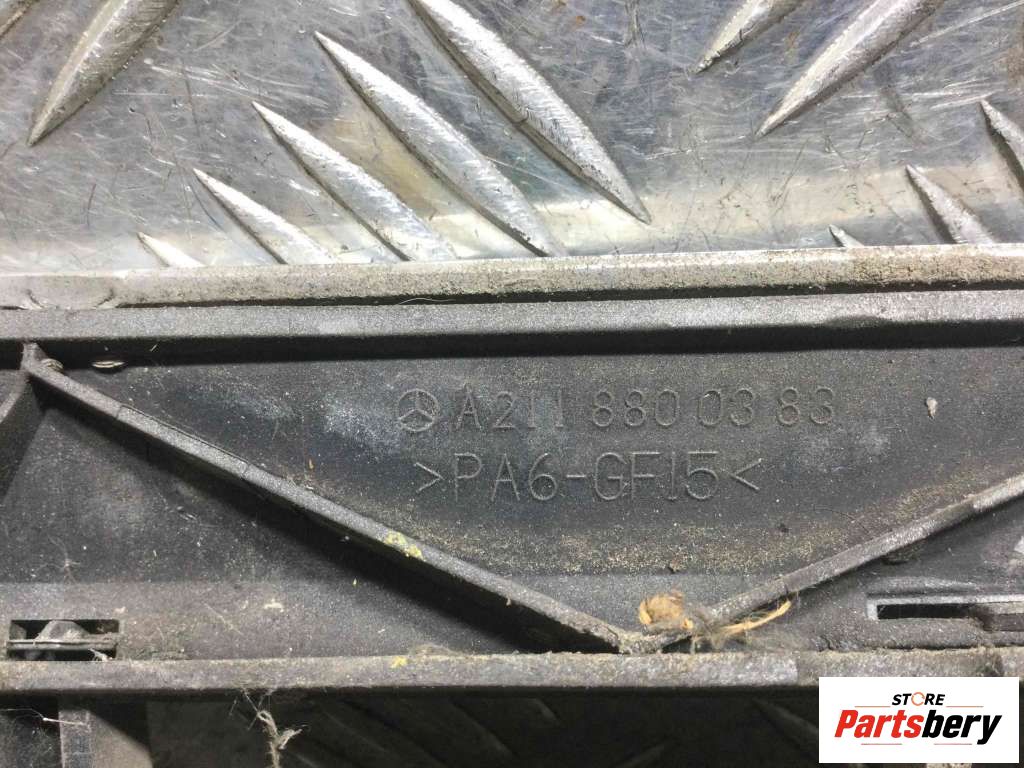 A211 880 03 83
>PA6-GF15<
STORE
Partsbery